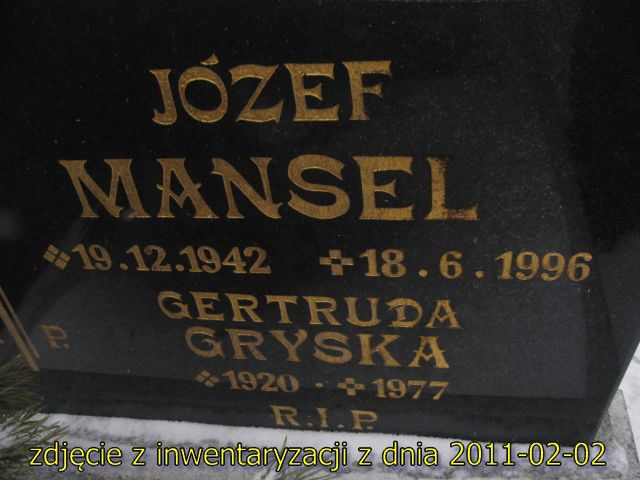 JÓZEF
MANSEL
19.12.1942 18.6.1996
GERTRUDA
GRYSKA
P.
1920 · 1977
R.I.P.
zdjęcie z inwentaryzacji z dnia 2011-02-02